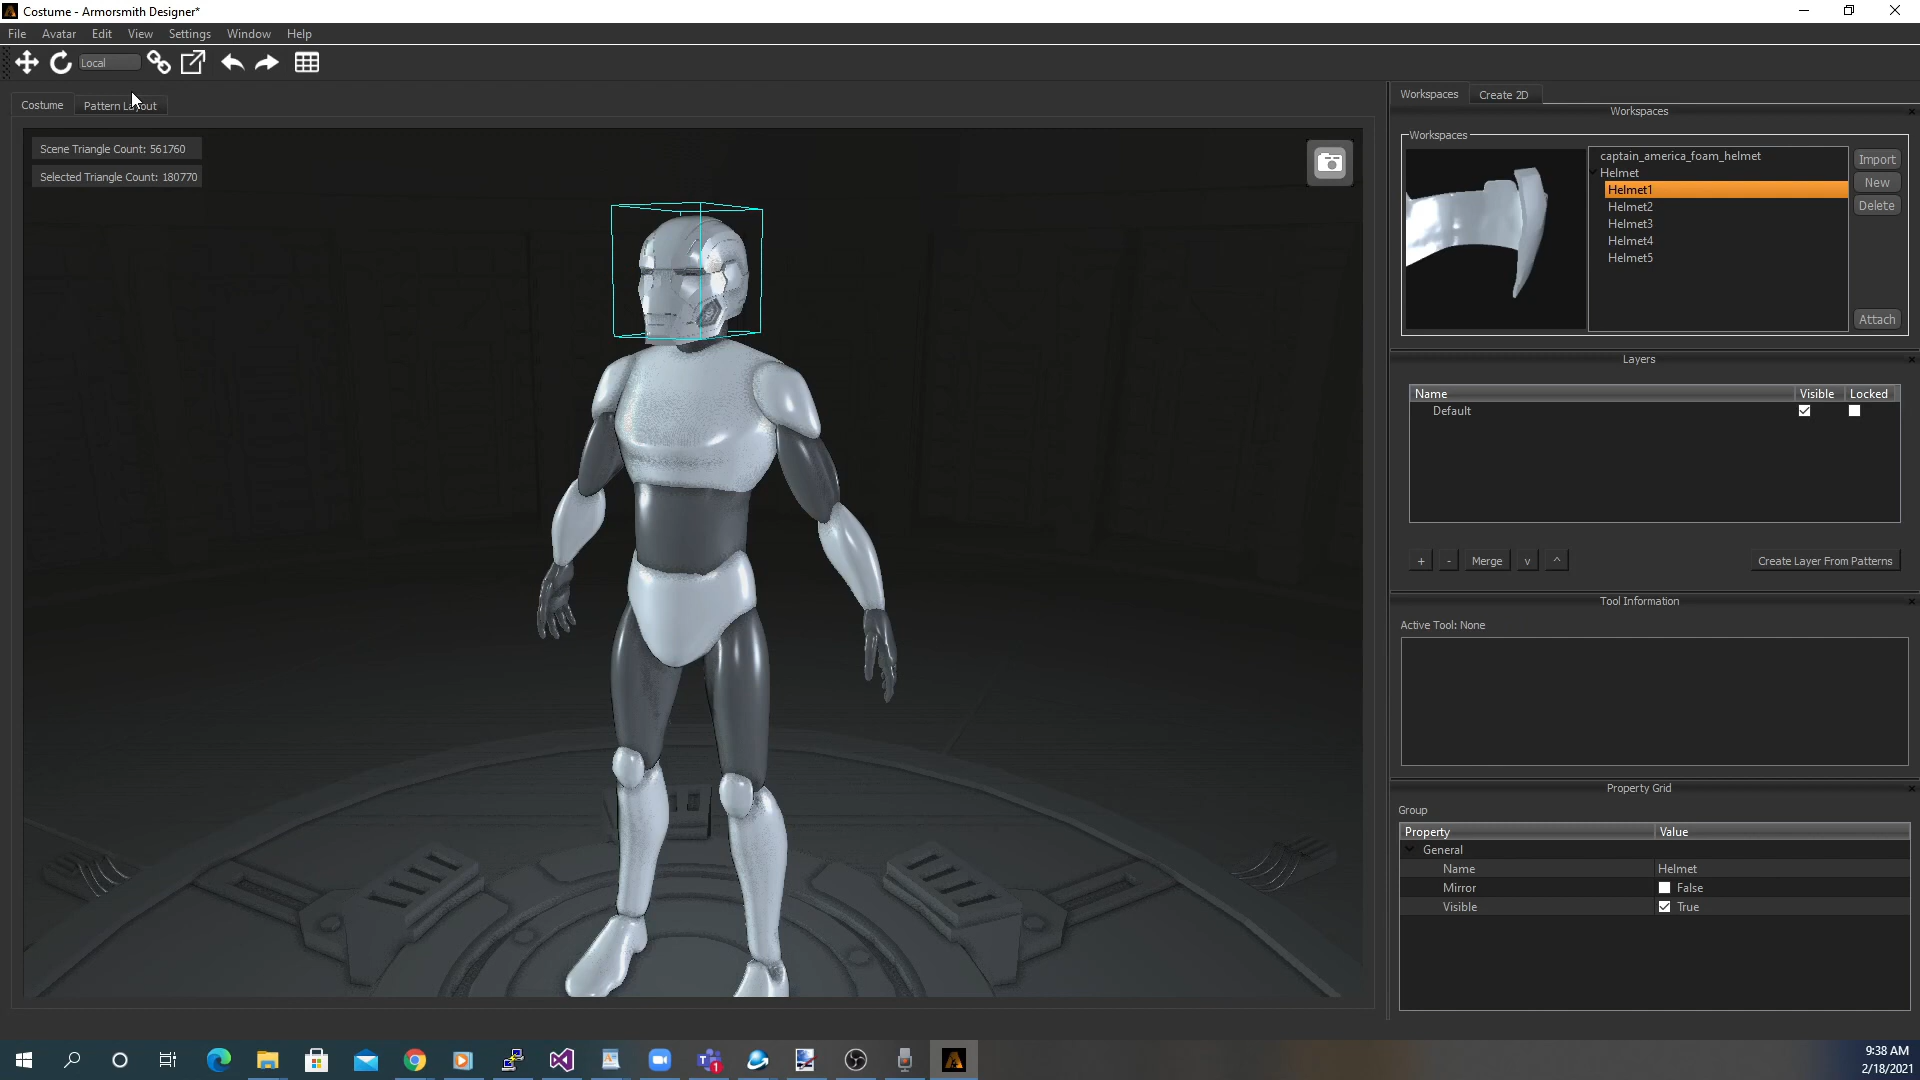 Costume - Armorsmith Designer*
File Avatar Edit View Settings Window Help
Local
Costume Pattern Layout
Scene Triangle Count: 561760
Selected Triangle Count: 180770
Workspaces Create 2D
Workspaces
Workspaces
captain_america_foam_helmet
Helmet
Helmet1
Helmet2
Helmet3
Helmet4
Helmet5
Import
New
Delete
Attach
Layers
Name Visible Locked
Default
+ - Merge v ^ Create Layer From Patterns
Tool Information
Active Tool: None
Property Grid
Group
Property Value
General
Name Helmet
Mirror False
Visible True
T 1
9:38 AM
2/18/2021